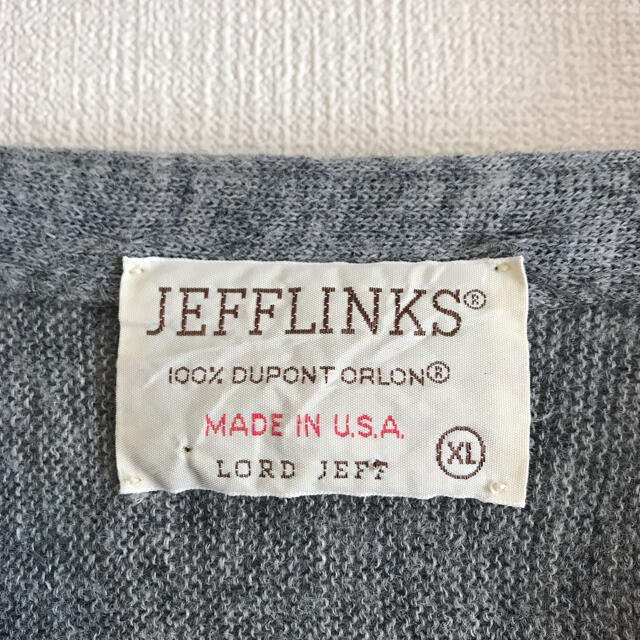 JEFFLINKS®
100% DUPONT ORLON®
MADE IN U.S.A.
LORD JEFF
XL